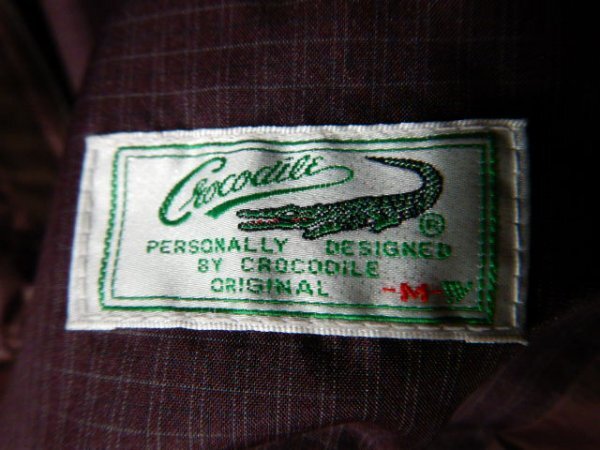 Crocodile
®
PERSONALLY DESIGNED
BY CROCODILE
ORIGINAL -M-